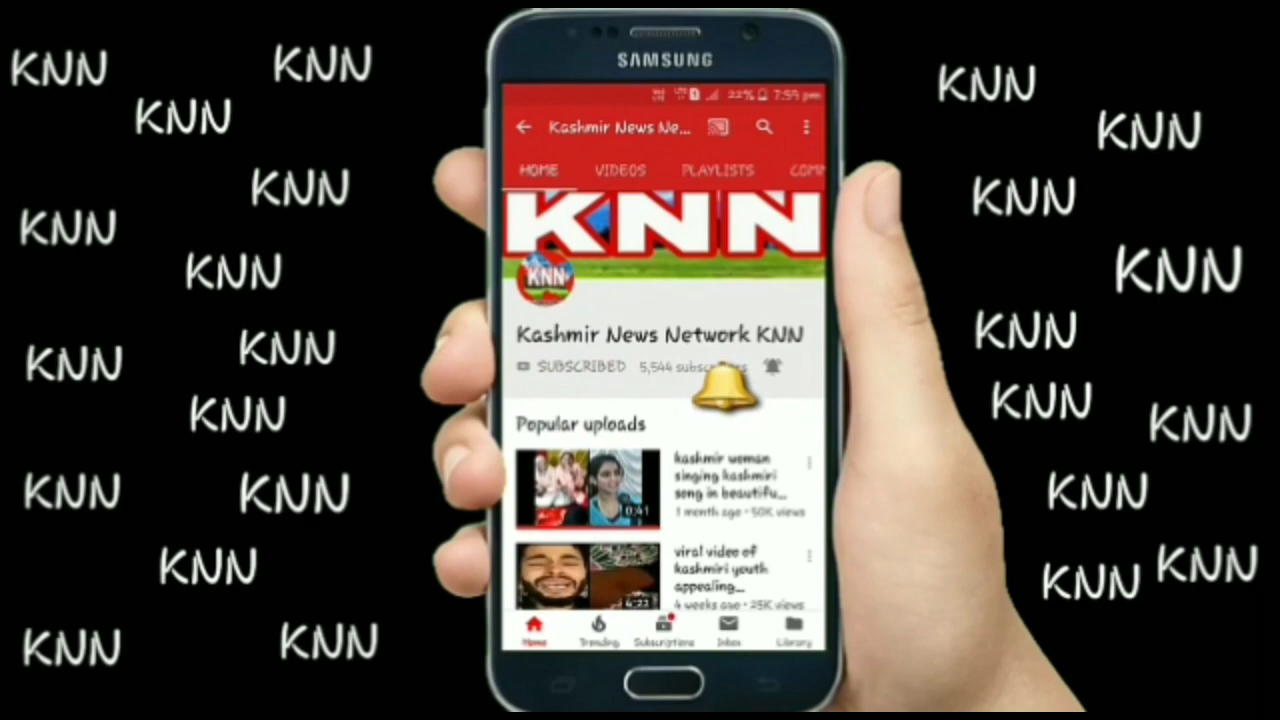 KNN
KNN
KNN
KNN
KNN
KNN
KNN
KNN
KNN
KNN
KNN
KNN
KNN
KNN
SAMSUNG
22% 7:59 pm
Kashmir News Ne...
HOME VIDEOS PLAYLISTS COMM
KNN
KNN
Kashmir News Network KNN
SUBSCRIBED 5,544
Popular uploads
kashmir woman
singing kashmiri
song in beautifu...
1 month ago • 50K views
0:41
viral video of
kashmiri youth
appealing...
4 weeks ago • 25K views
4:23
Home Trending Subscriptions Inbox Library
KNN
KNN
KNN
KNN
KNN
KNN
KNN
KNN
KNN
KNN